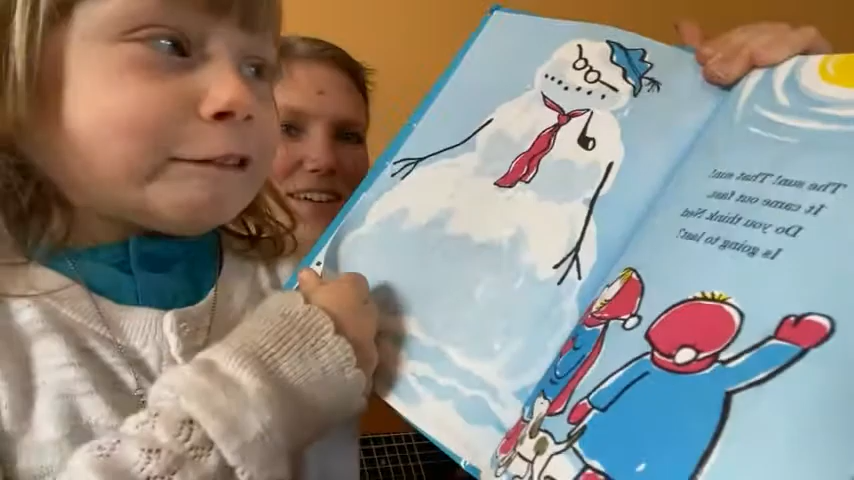 The sun! That sun!
It came out fast.
Do you think Ned
Is going to last?